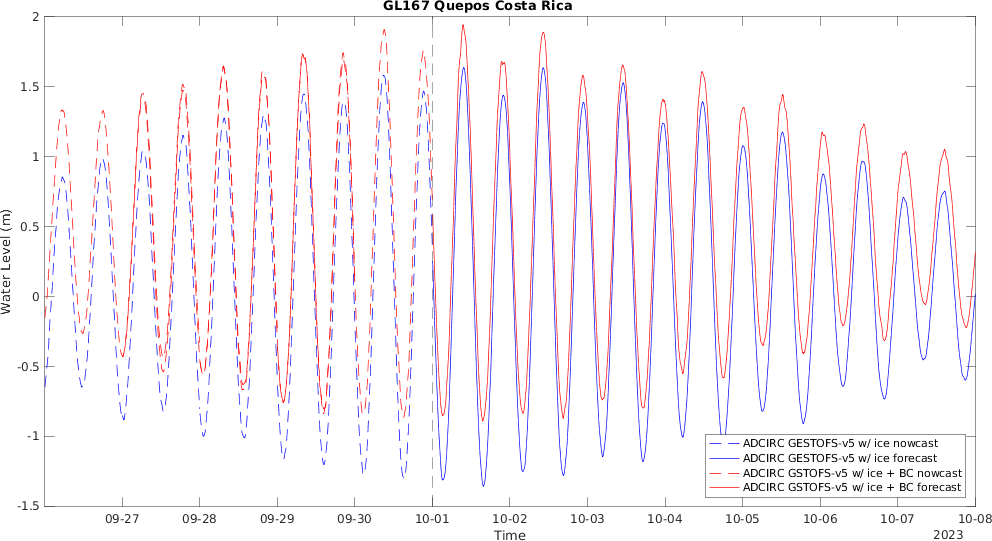 GL167 Quepos Costa Rica
2
1.5
1
0.5
0
-0.5
-1
-1.5
Water Level (m)
ADCIRC GESTOFS-v5 w/ ice nowcast
ADCIRC GESTOFS-v5 w/ ice forecast
ADCIRC GSTOFS-v5 w/ ice + BC nowcast
ADCIRC GSTOFS-v5 w/ ice + BC forecast
09-27 09-28 09-29 09-30 10-01 10-02 10-03 10-04 10-05 10-06 10-07 10-08
Time
2023